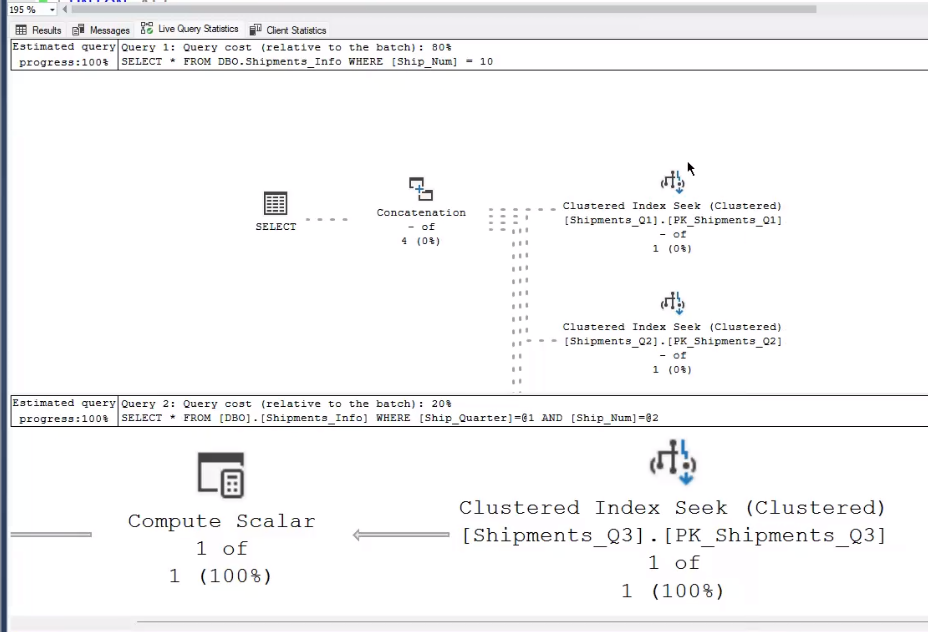 195 %
Results Messages Live Query Statistics Client Statistics
Estimated query progress:100%
Query 1: Query cost (relative to the batch): 80%
SELECT * FROM DBO.Shipments_Info WHERE [Ship_Num] = 10
SELECT
Concatenation
- of
4 (0%)
Clustered Index Seek (Clustered)
[Shipments_Q1].[PK_Shipments_Q1]
- of
1 (0%)
Clustered Index Seek (Clustered)
[Shipments_Q2].[PK_Shipments_Q2]
- of
1 (0%)
Estimated query progress:100%
Query 2: Query cost (relative to the batch): 20%
SELECT * FROM [DBO].[Shipments_Info] WHERE [Ship_Quarter]=@1 AND [Ship_Num]=@2
Compute Scalar
1 of
1 (100%)
Clustered Index Seek (Clustered)
[Shipments_Q3].[PK_Shipments_Q3]
1 of
1 (100%)